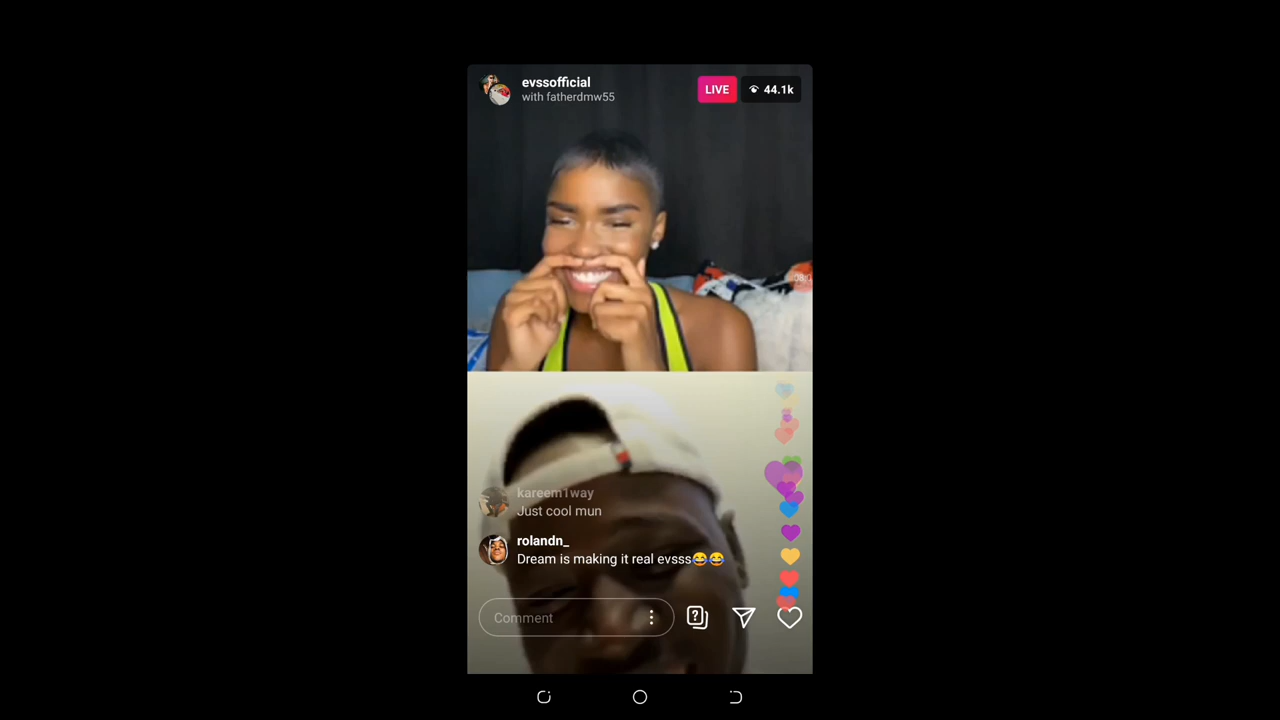 evssofficial
with fatherdmw55
LIVE
44.1k
kareem1way
Just cool mun
rolandn_
Dream is making it real evsss😂😂
Comment